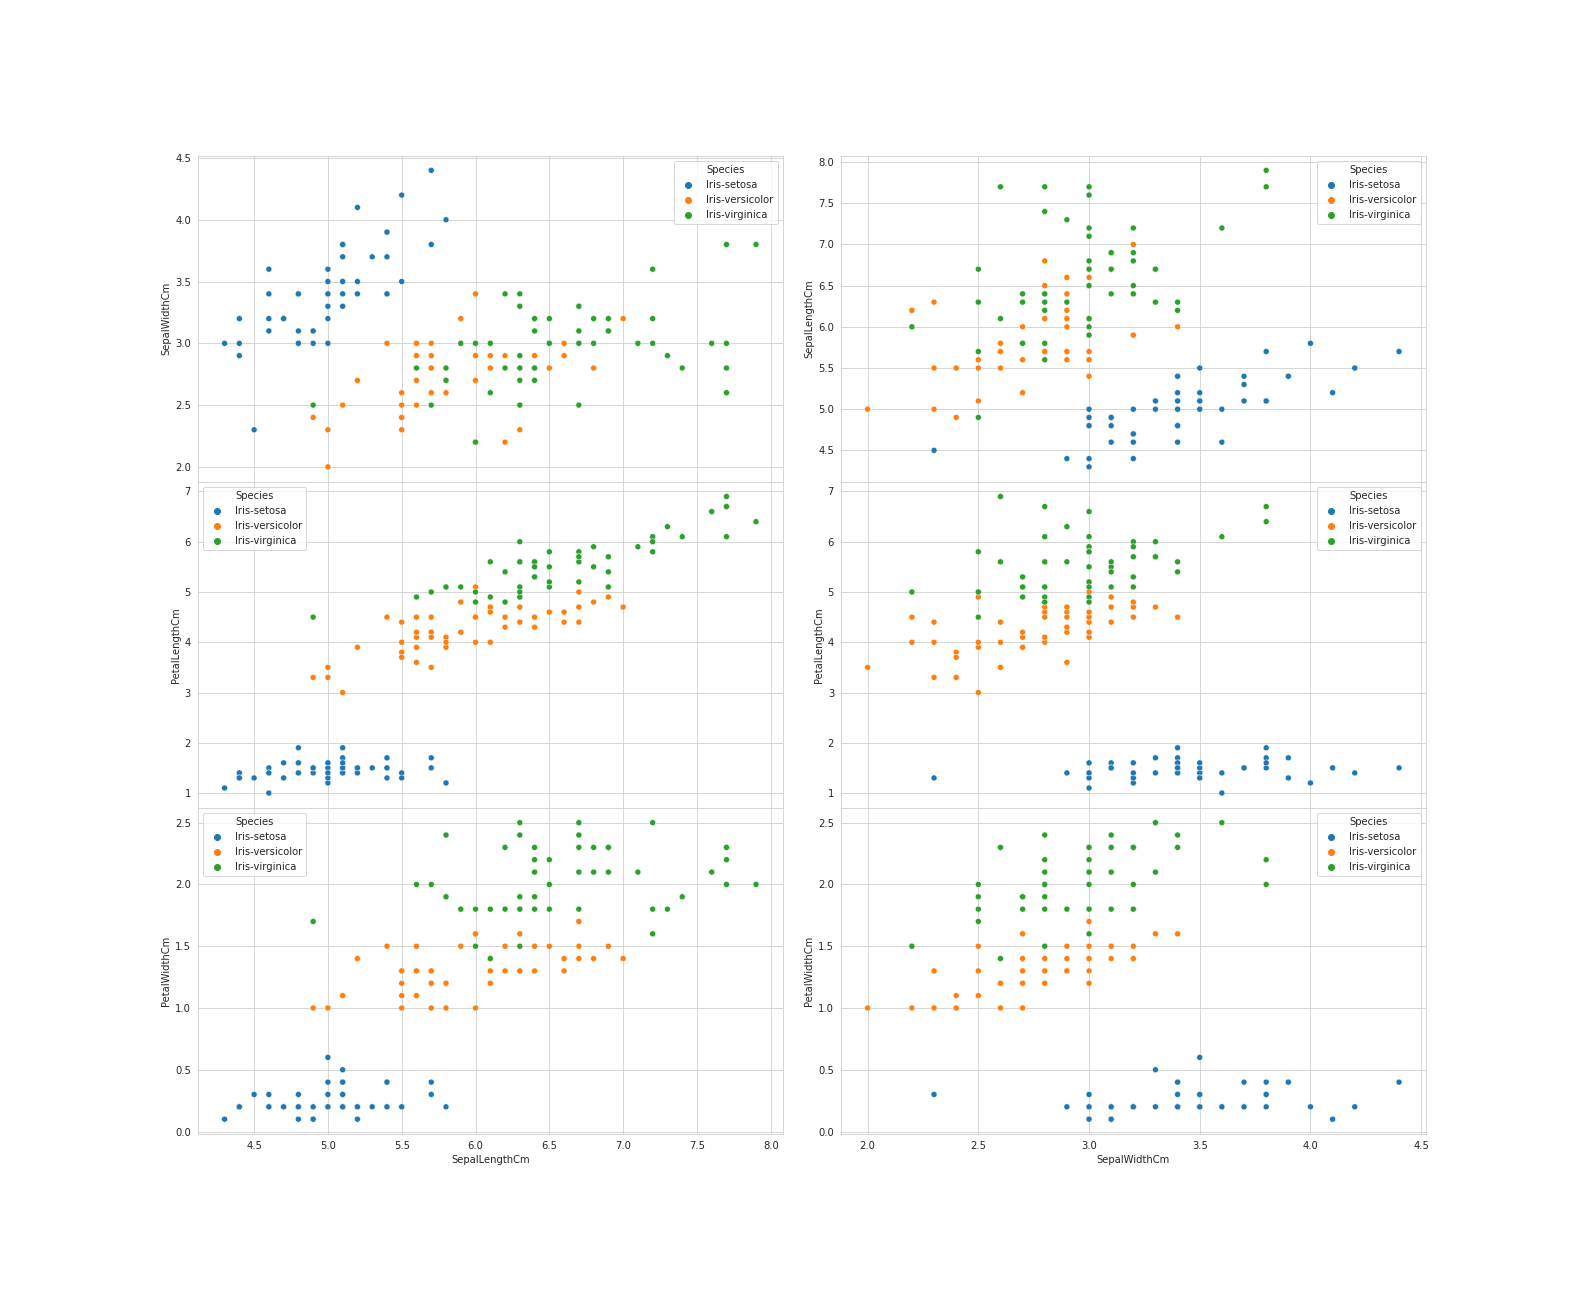 4.5
4.0
3.5
3.0
2.5
2.0
SepalWidthCm
Species
Iris-setosa
Iris-versicolor
Iris-virginica
8.0
7.5
7.0
6.5
6.0
5.5
5.0
4.5
SepalLengthCm
Species
Iris-setosa
Iris-versicolor
Iris-virginica
7
6
5
4
3
2
1
PetalLengthCm
Species
Iris-setosa
Iris-versicolor
Iris-virginica
7
6
5
4
3
2
1
PetalLengthCm
Species
Iris-setosa
Iris-versicolor
Iris-virginica
2.5
2.0
1.5
1.0
0.5
0.0
PetalWidthCm
Species
Iris-setosa
Iris-versicolor
Iris-virginica
4.5 5.0 5.5 6.0 6.5 7.0 7.5 8.0
SepalLengthCm
2.5
2.0
1.5
1.0
0.5
0.0
PetalWidthCm
Species
Iris-setosa
Iris-versicolor
Iris-virginica
2.0 2.5 3.0 3.5 4.0 4.5
SepalWidthCm